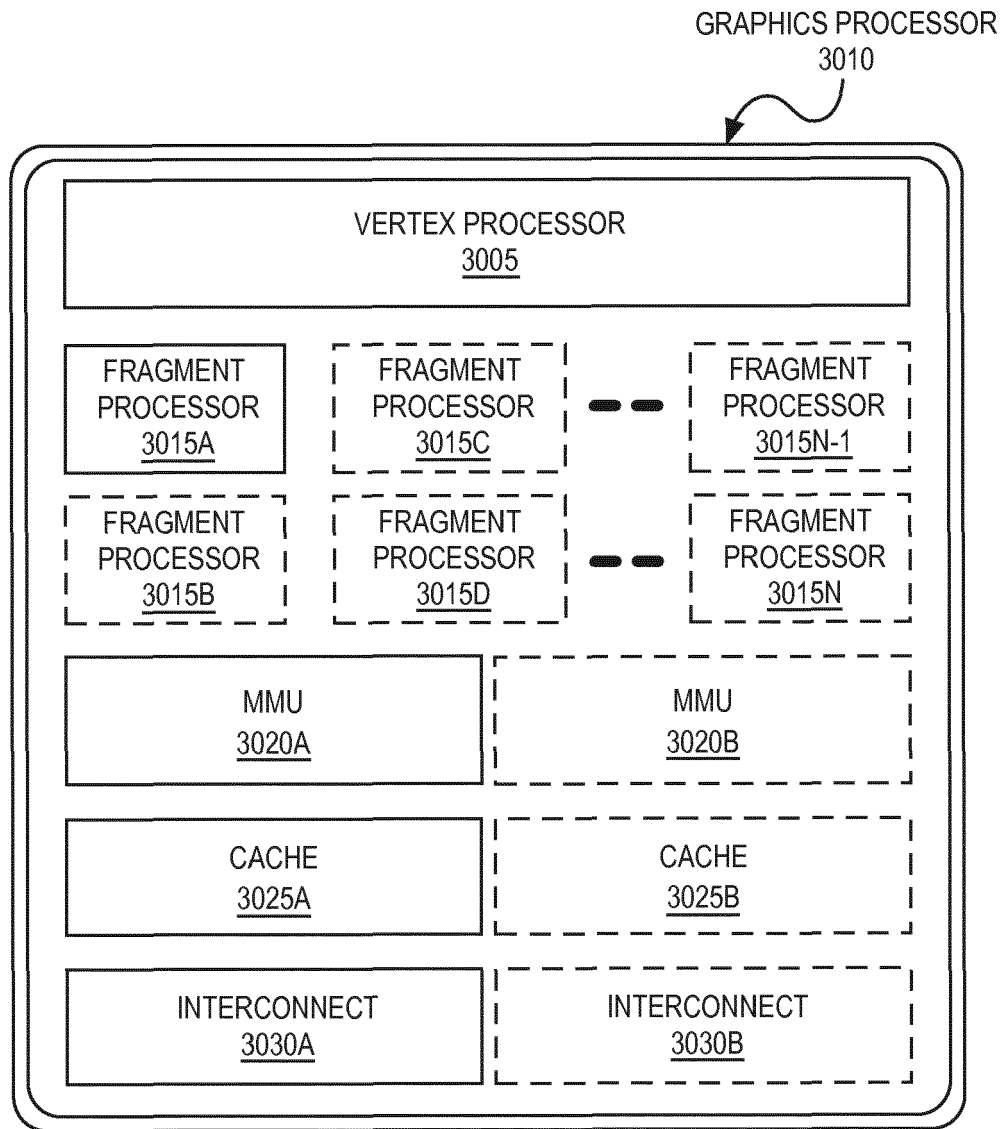 GRAPHICS PROCESSOR
3010
VERTEX PROCESSOR
3005
FRAGMENT
PROCESSOR
3015A
FRAGMENT
PROCESSOR
3015C
FRAGMENT
PROCESSOR
3015N-1
FRAGMENT
PROCESSOR
3015B
FRAGMENT
PROCESSOR
3015D
FRAGMENT
PROCESSOR
3015N
MMU
3020A
MMU
3020B
CACHE
3025A
CACHE
3025B
INTERCONNECT
3030A
INTERCONNECT
3030B